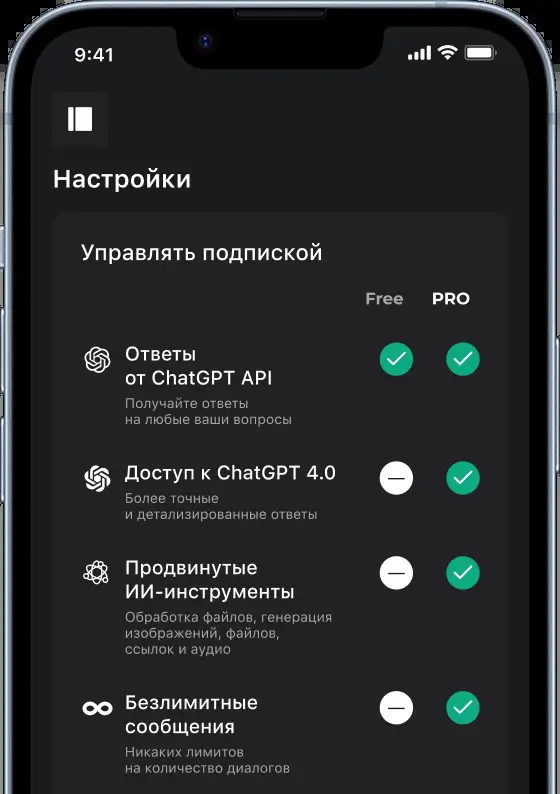 9:41
Настройки
Управлять подпиской
Free PRO
Ответы
от ChatGPT API
Получайте ответы
на любые ваши вопросы
Доступ к ChatGPT 4.0
Более точные
и детализированные ответы
Продвинутые
ИИ-инструменты
Обработка файлов, генерация
изображений, файлов,
ссылок и аудио
Безлимитные
сообщения
Никаких лимитов
на количество диалогов